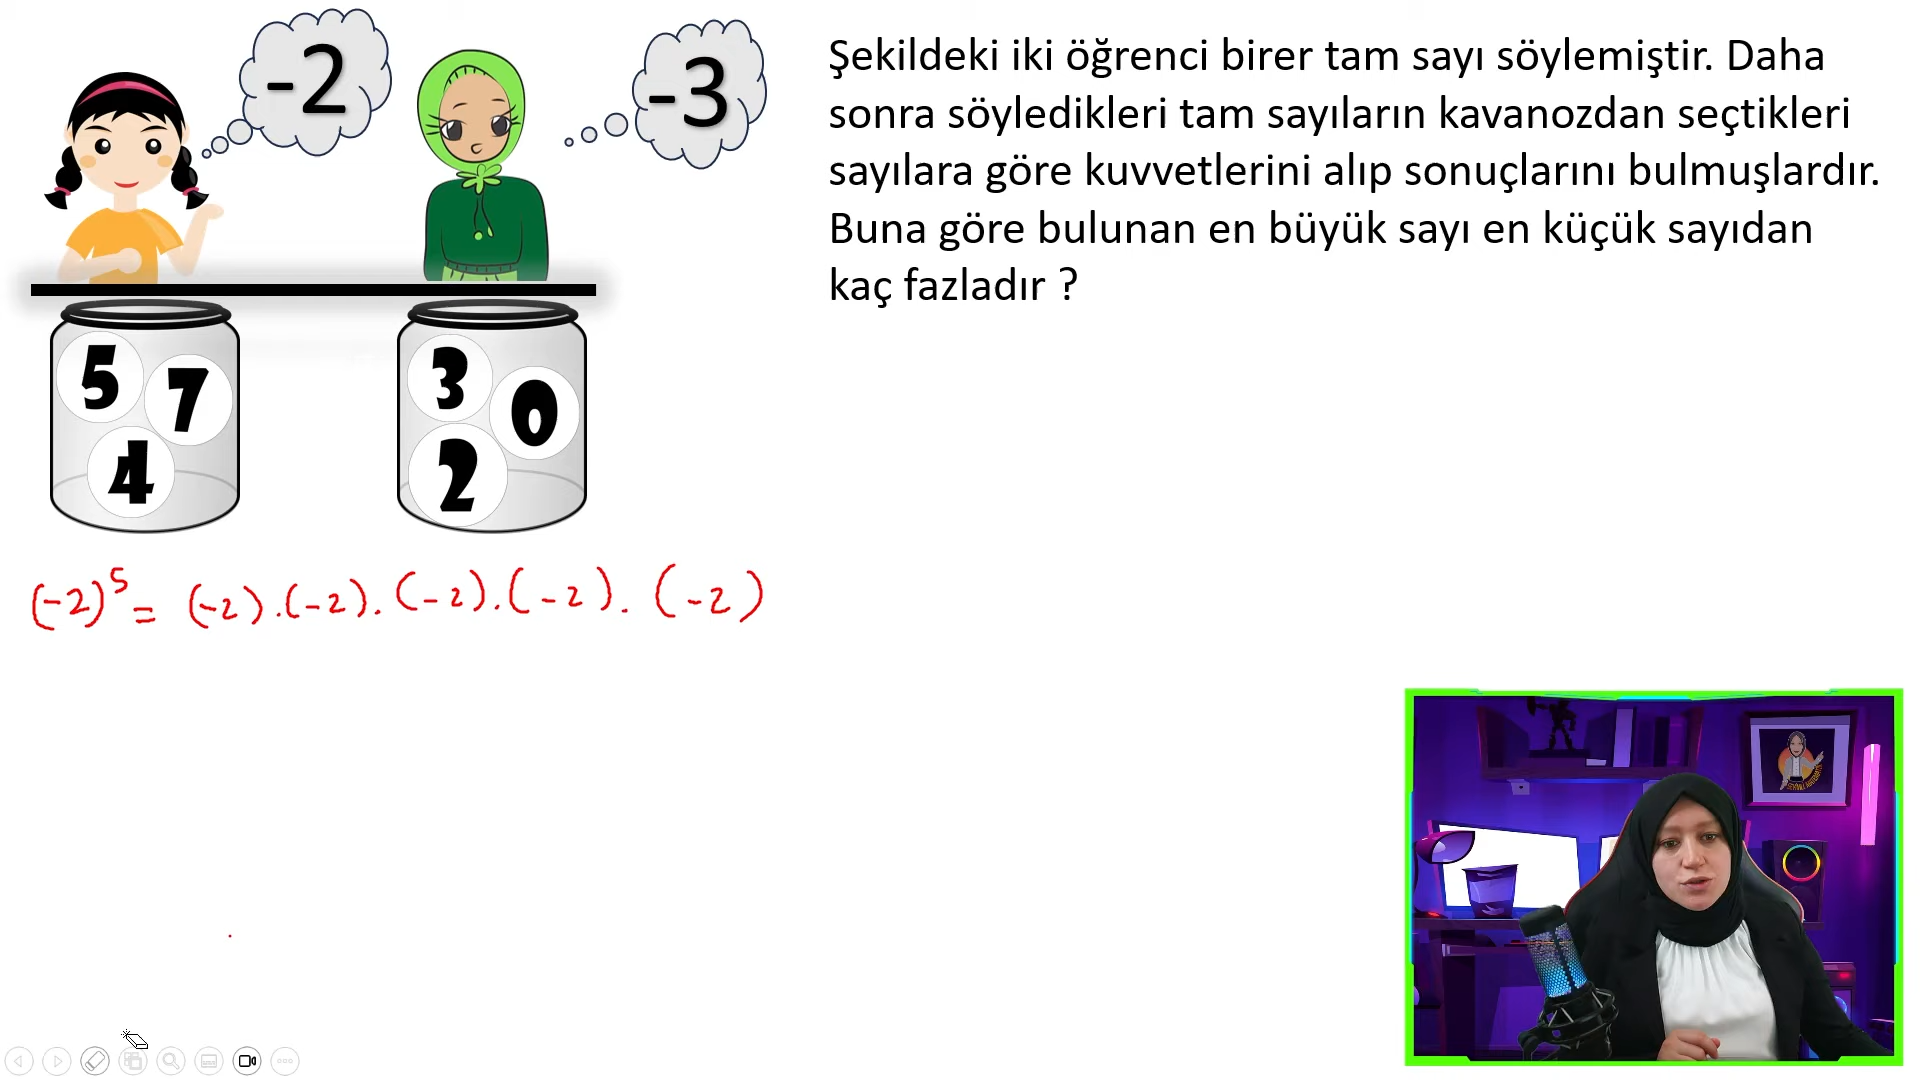 -2
-3
Şekildeki iki öğrenci birer tam sayı söylemiştir. Daha
sonra söyledikleri tam sayıların kavanozdan seçtikleri
sayılara göre kuvvetlerini alıp sonuçlarını bulmuşlardır.
Buna göre bulunan en büyük sayı en küçük sayıdan
kaç fazladır ?
5
7
4
3
0
2
(-2)⁵ = (-2).(-2).(-2).(-2).(-2)